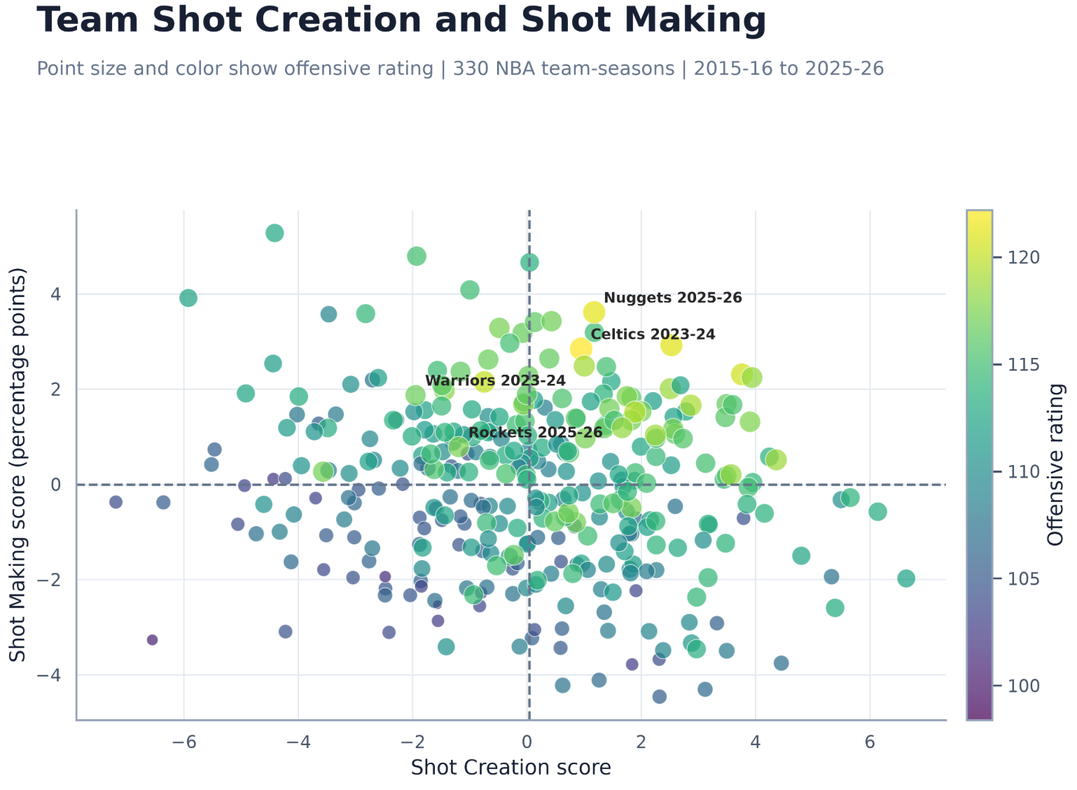 Team Shot Creation and Shot Making
Point size and color show offensive rating | 330 NBA team-seasons | 2015-16 to 2025-26
Nuggets 2025-26
Celtics 2023-24
Warriors 2023-24
Rockets 2025-26
4
2
0
−2
−4
Shot Making score (percentage points)
−6
−4
−2
0
2
4
6
Shot Creation score
120
115
110
105
100
Offensive rating